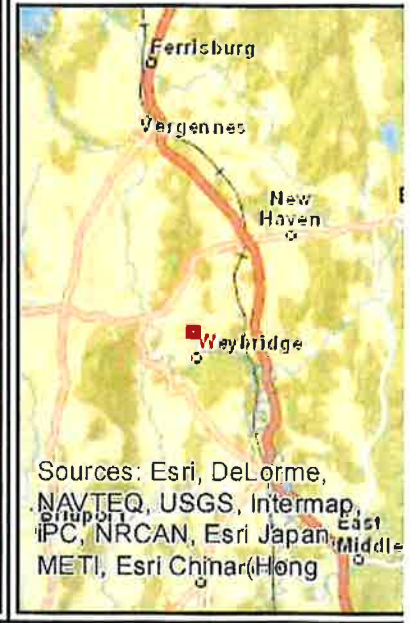 Ferrisburg
Vergennes
New
Haven
Weybridge
Sources: Esri, DeLorme,
NAVTEQ, USGS, Intermap,
iPC, NRCAN, Esri Japan,
METI, Esri China (Hong
East
Middle